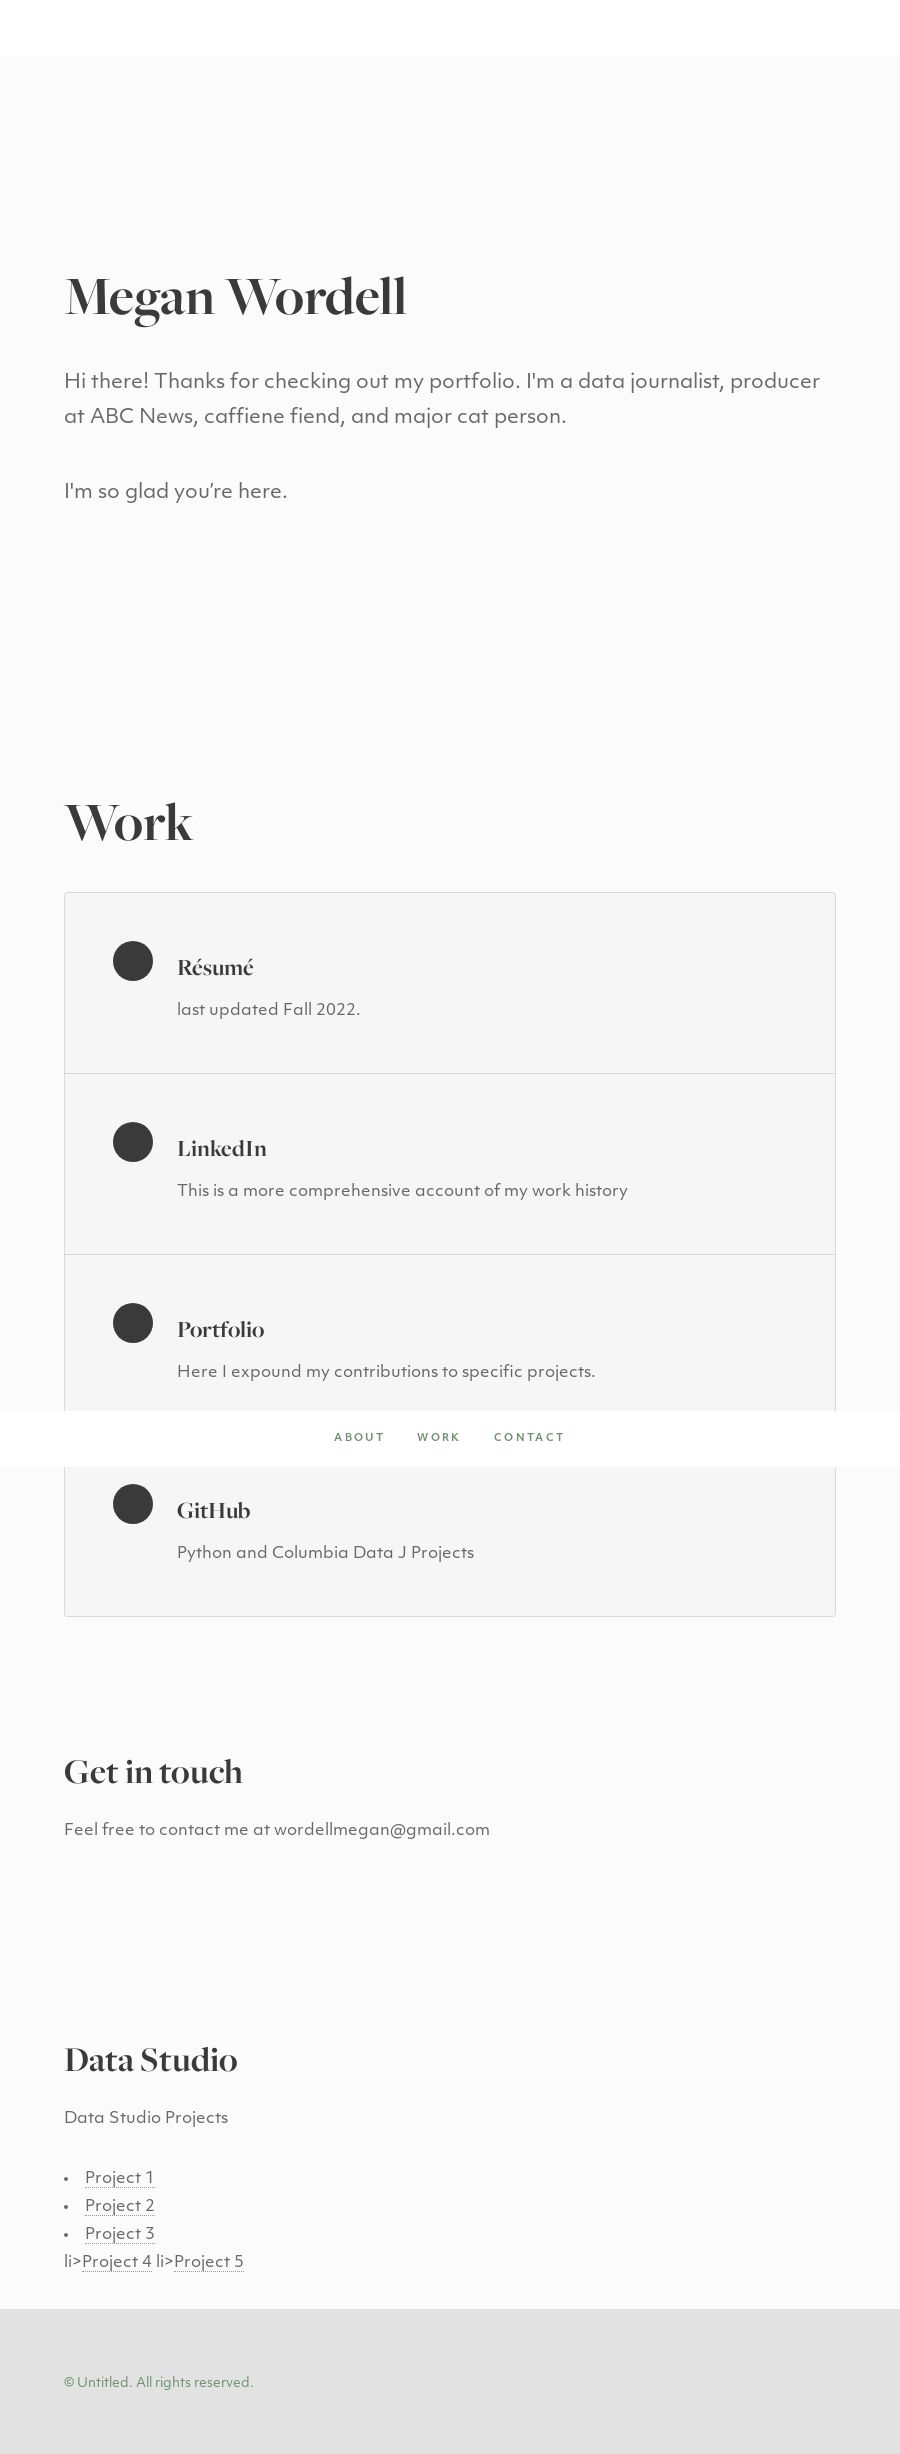 Megan Wordell
Hi there! Thanks for checking out my portfolio. I'm a data journalist, producer
at ABC News, caffiene fiend, and major cat person.
I'm so glad you’re here.
Work
Résumé
last updated Fall 2022.
LinkedIn
This is a more comprehensive account of my work history
Portfolio
Here I expound my contributions to specific projects.
ABOUT WORK CONTACT
GitHub
Python and Columbia Data J Projects
Get in touch
Feel free to contact me at wordellmegan@gmail.com
Data Studio
Data Studio Projects
• Project 1
• Project 2
• Project 3
li>Project 4 li>Project 5
© Untitled. All rights reserved.